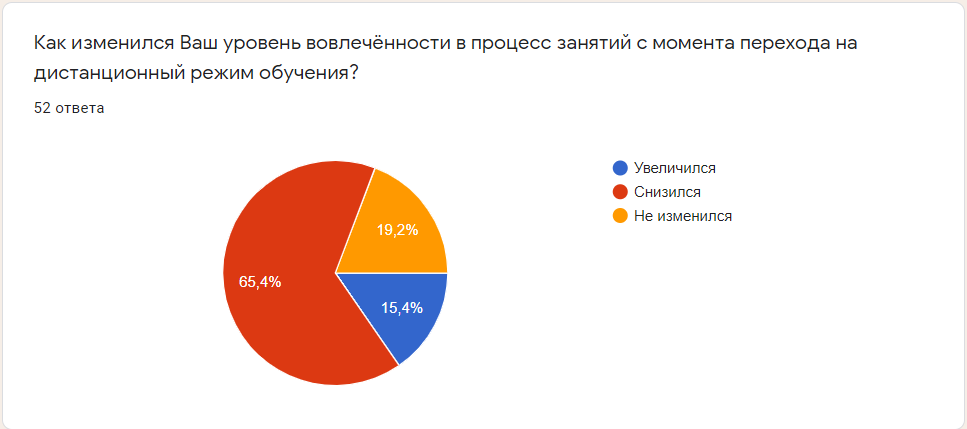 Как изменился Ваш уровень вовлечённости в процесс занятий с момента перехода на
дистанционный режим обучения?
52 ответа
Увеличился
Снизился
Не изменился
19,2%
65,4%
15,4%